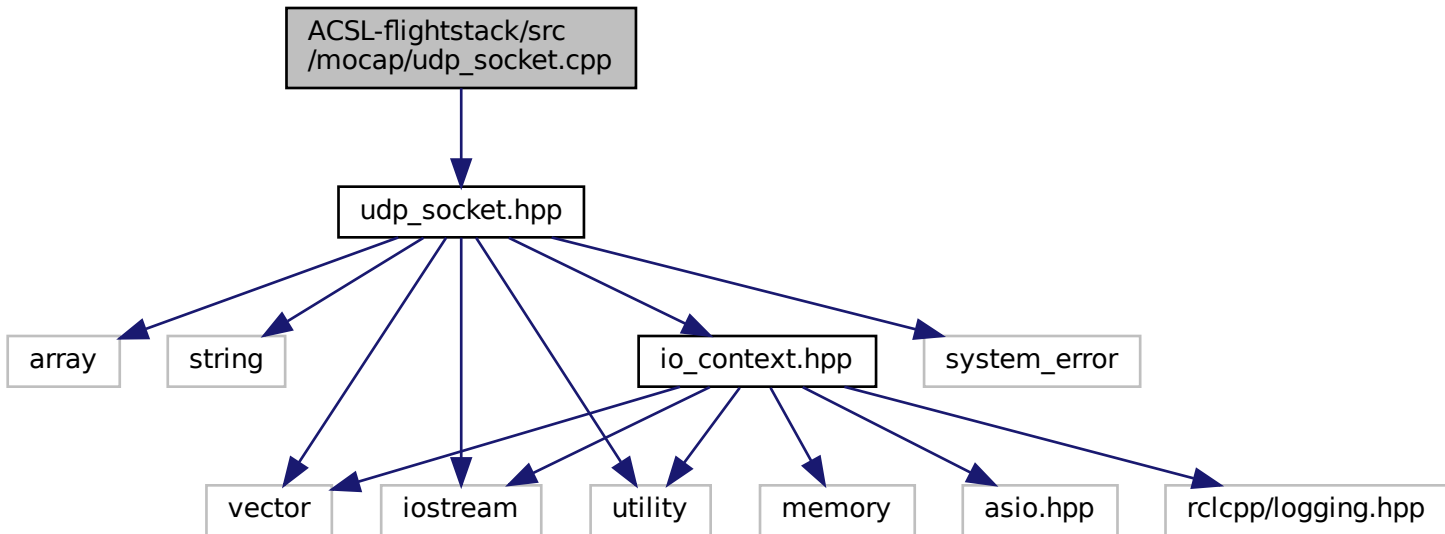 ACSL-flightstack/src
/mocap/udp_socket.cpp
udp_socket.hpp
array
string
io_context.hpp
system_error
vector
iostream
utility
memory
asio.hpp
rclcpp/logging.hpp